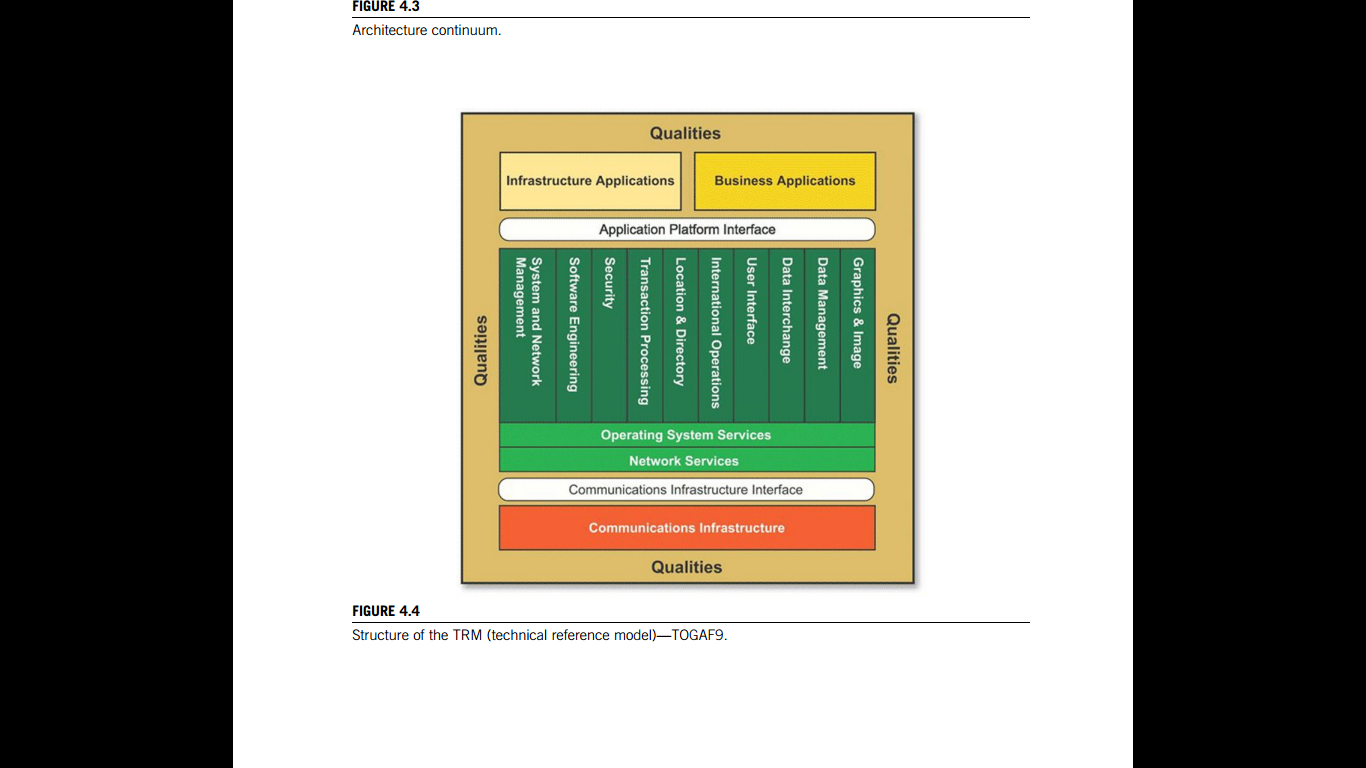 FIGURE 4.3
Architecture continuum.
Qualities
Infrastructure Applications
Business Applications
Application Platform Interface
Qualities
System and Network
Management
Software Engineering
Security
Transaction Processing
Location & Directory
International Operations
User Interface
Data Interchange
Data Management
Graphics & Image
Qualities
Operating System Services
Network Services
Communications Infrastructure Interface
Communications Infrastructure
Qualities
FIGURE 4.4
Structure of the TRM (technical reference model)—TOGAF9.